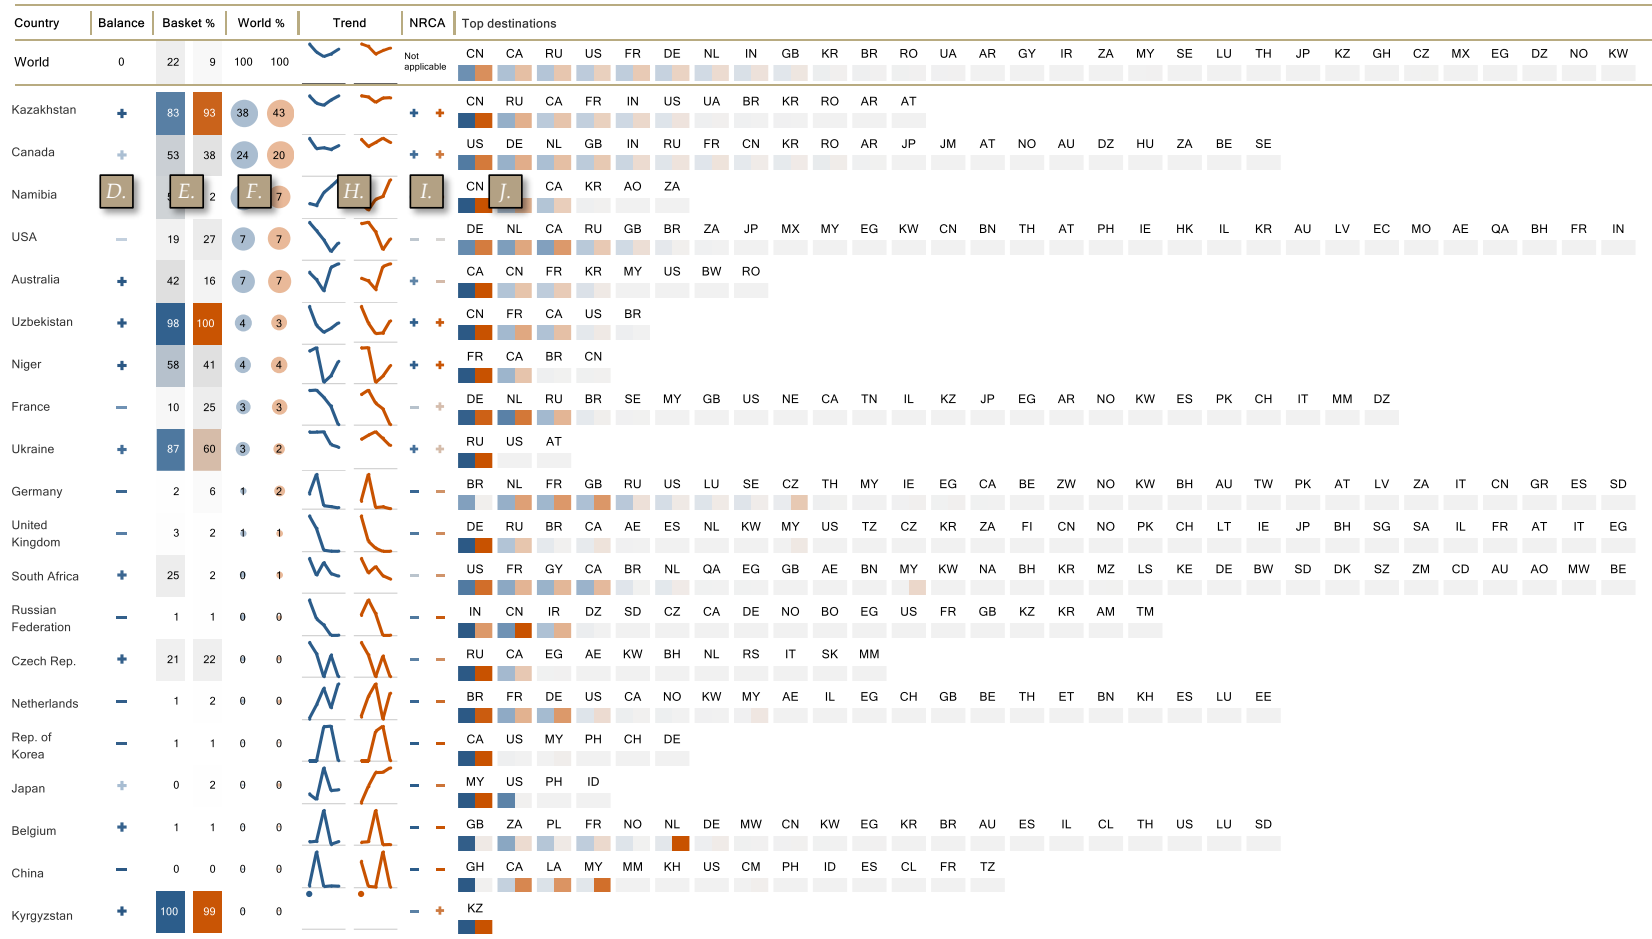 Country Balance Basket % World % Trend NRCA Top destinations
World 0 22 9 100 100 Not applicable CN CA RU US FR DE NL IN GB KR BR RO UA AR GY IR ZA MY SE LU TH JP KZ GH CZ MX EG DZ NO KW
Kazakhstan + 83 93 38 43 + + CN RU CA FR IN US UA BR KR RO AR AT
Canada + 53 38 24 20 + + US DE NL GB IN RU FR CN KR RO AR JP JM AT NO AU DZ HU ZA BE SE
D. E. F. H. I. J.
Namibia 2 7 CN CA KR AO ZA
USA − 19 27 7 7 − − DE NL CA RU GB BR ZA JP MX MY EG KW CN BN TH AT PH IE HK IL KR AU LV EC MO AE QA BH FR IN
Australia + 42 16 7 7 + − CA CN FR KR MY US BW RO
Uzbekistan + 98 100 4 3 + + CN FR CA US BR
Niger + 58 41 4 4 + + FR CA BR CN
France − 10 25 3 3 − + DE NL RU BR SE MY GB US NE CA TN IL KZ JP EG AR NO KW ES PK CH IT MM DZ
Ukraine + 87 60 3 2 + + RU US AT
Germany − 2 6 1 2 − − BR NL FR GB RU US LU SE CZ TH MY IE EG CA BE ZW NO KW BH AU TW PK AT LV ZA IT CN GR ES SD
United Kingdom − 3 2 1 1 − − DE RU BR CA AE ES NL KW MY US TZ CZ KR ZA FI CN NO PK CH LT IE JP BH SG SA IL FR AT IT EG
South Africa + 25 2 0 1 − − US FR GY CA BR NL QA EG GB AE BN MY KW NA BH KR MZ LS KE DE BW SD DK SZ ZM CD AU AO MW BE
Russian Federation − 1 1 0 0 − − IN CN IR DZ SD CZ CA DE NO BO EG US FR GB KZ KR AM TM
Czech Rep. + 21 22 0 0 − − RU CA EG AE KW BH NL RS IT SK MM
Netherlands − 1 2 0 0 − − BR FR DE US CA NO KW MY AE IL EG CH GB BE TH ET BN KH ES LU EE
Rep. of Korea − 1 1 0 0 − − CA US MY PH CH DE
Japan + 0 2 0 0 − − MY US PH ID
Belgium + 1 1 0 0 − − GB ZA PL FR NO NL DE MW CN KW EG KR BR AU ES IL CL TH US LU SD
China − 0 0 0 0 − − GH CA LA MY MM KH US CM PH ID ES CL FR TZ
Kyrgyzstan + 100 99 0 0 − + KZ